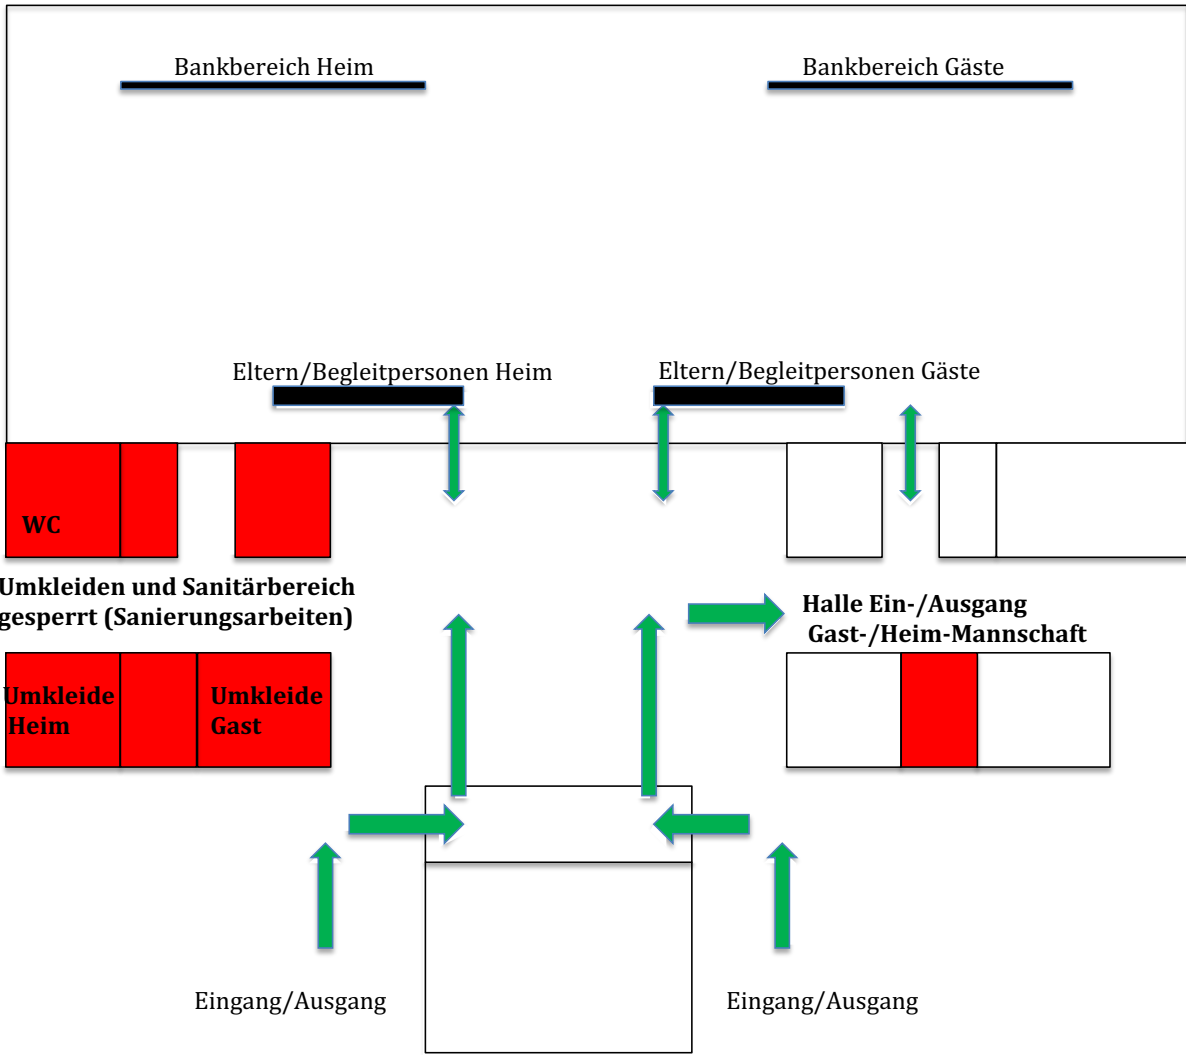 Bankbereich Heim
Bankbereich Gäste
Eltern/Begleitpersonen Heim
Eltern/Begleitpersonen Gäste
WC
Umkleiden und Sanitärbereich
gesperrt (Sanierungsarbeiten)
Halle Ein-/Ausgang
Gast-/Heim-Mannschaft
Umkleide
Heim
Umkleide
Gast
Eingang/Ausgang
Eingang/Ausgang